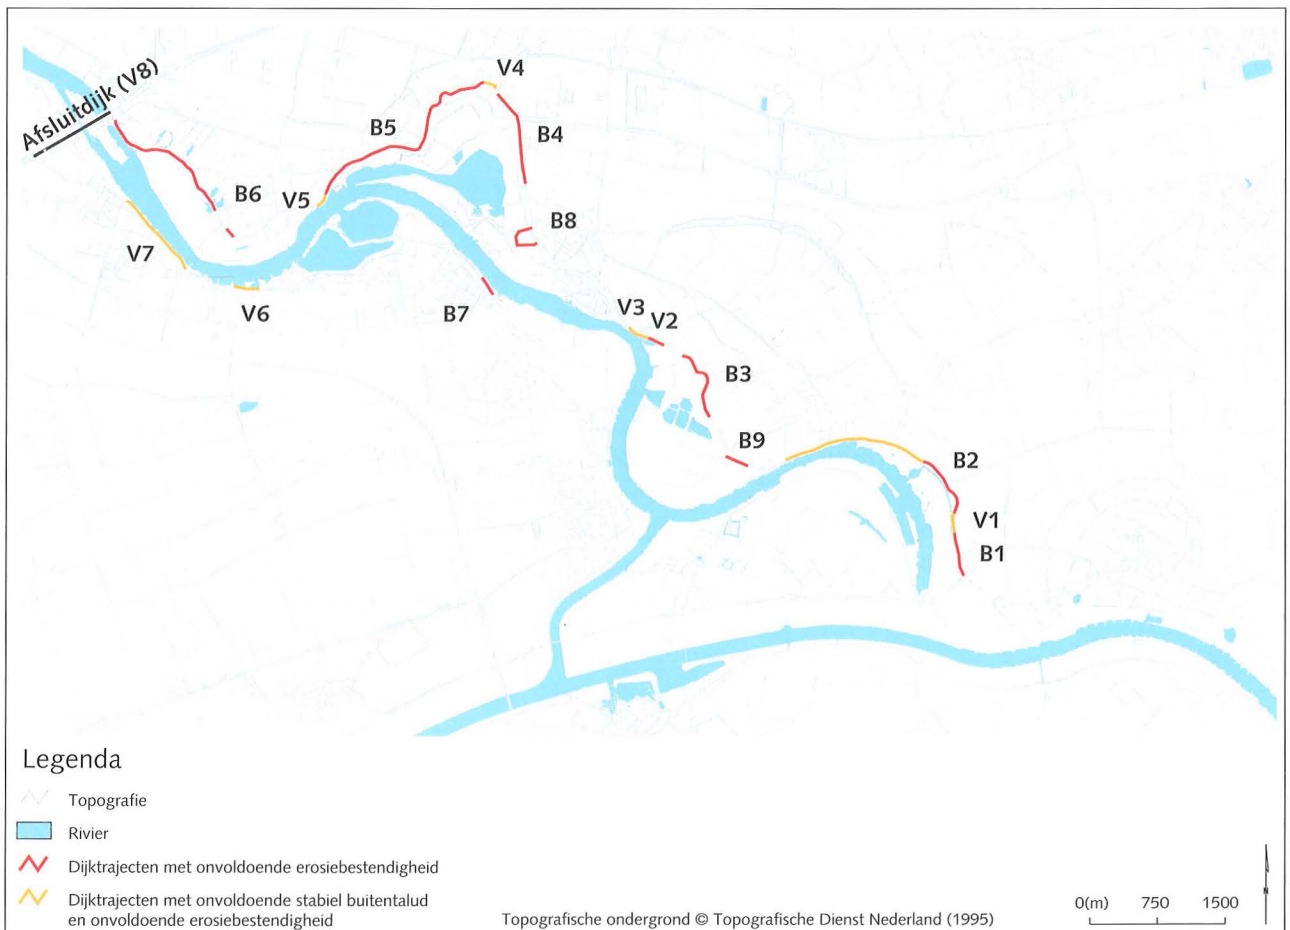 Afsluitdijk (V8)
V4
B5
B4
B6
V5
B8
V7
V6
B7
V3
V2
B3
B9
B2
V1
B1
Legenda
Topografie
Rivier
Dijktrajecten met onvoldoende erosiebestendigheid
Dijktrajecten met onvoldoende stabiel buitentalud
en onvoldoende erosiebestendigheid
Topografische ondergrond © Topografische Dienst Nederland (1995)
0(m) 750 1500